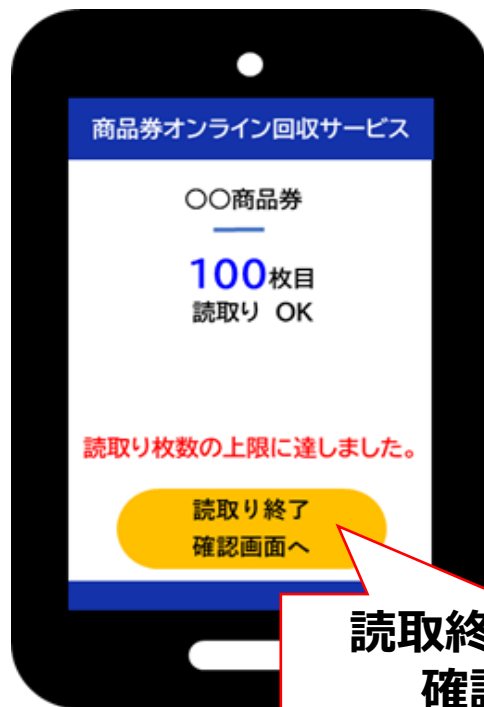 商品券オンライン回収サービス
〇〇商品券
100枚目
読取り OK
読取り枚数の上限に達しました。
読取り終了
確認画面へ
読取終
確認